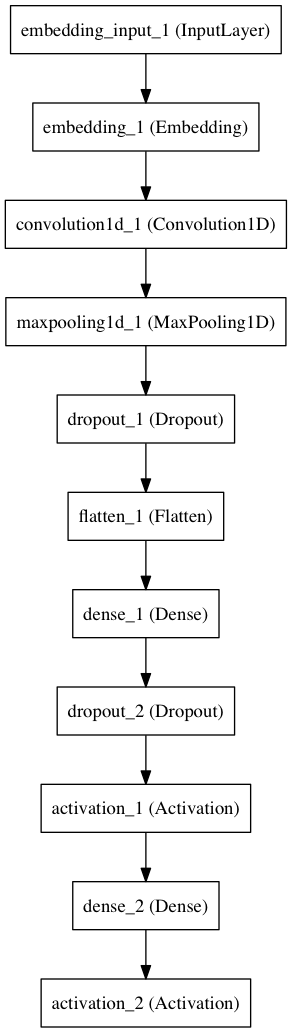 embedding_input_1 (InputLayer)
embedding_1 (Embedding)
convolution1d_1 (Convolution1D)
maxpooling1d_1 (MaxPooling1D)
dropout_1 (Dropout)
flatten_1 (Flatten)
dense_1 (Dense)
dropout_2 (Dropout)
activation_1 (Activation)
dense_2 (Dense)
activation_2 (Activation)